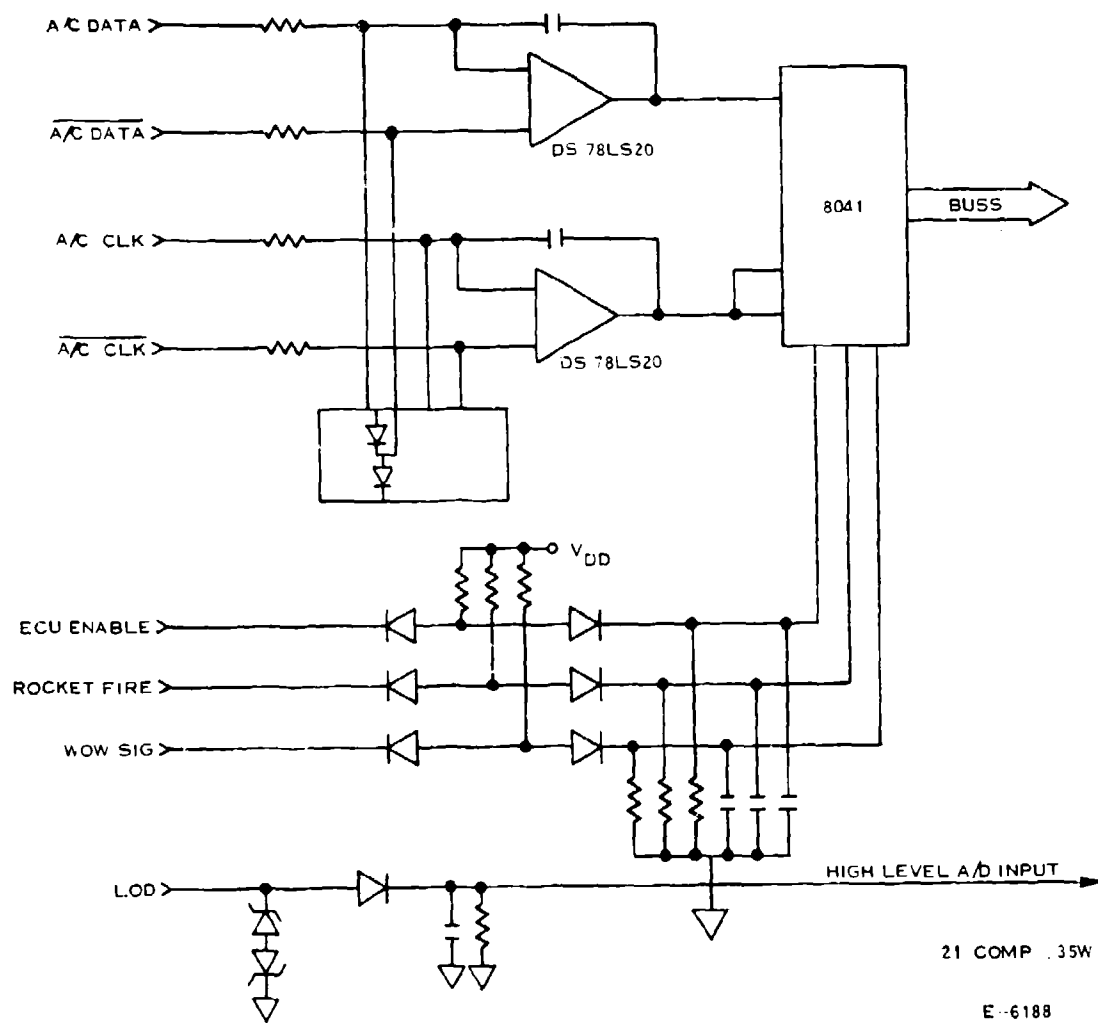 A/C DATA
A/C DATA
DS 78LS20
A/C CLK
8041
BUSS
A/C CLK
DS 78LS20
VDD
ECU ENABLE
ROCKET FIRE
WOW SIG
HIGH LEVEL A/D INPUT
LOD
21 COMP .35W
E-6188